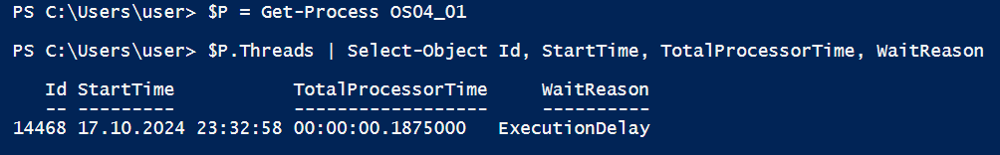 PS C:\Users\user> $P = Get-Process OS04_01
PS C:\Users\user> $P.Threads | Select-Object Id, StartTime, TotalProcessorTime, WaitReason
Id StartTime TotalProcessorTime WaitReason
-- --------- ------------------ ----------
14468 17.10.2024 23:32:58 00:00:00.1875000 ExecutionDelay